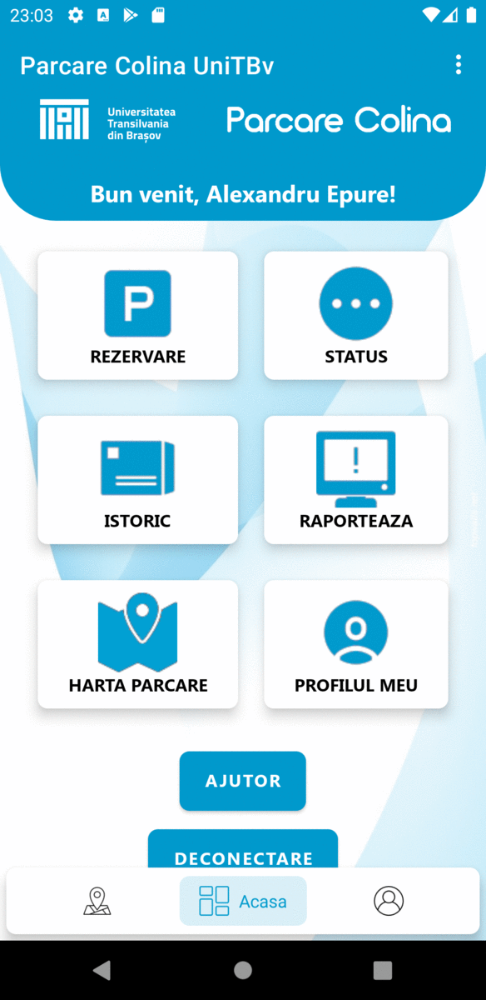 23:03
Parcare Colina UniTBv
Universitatea
Transilvania
din Brașov
Parcare Colina
Bun venit, Alexandru Epure!
P
REZERVARE
STATUS
ISTORIC
RAPORTEAZA
HARTA PARCARE
PROFILUL MEU
AJUTOR
DECONECTARE
Acasa